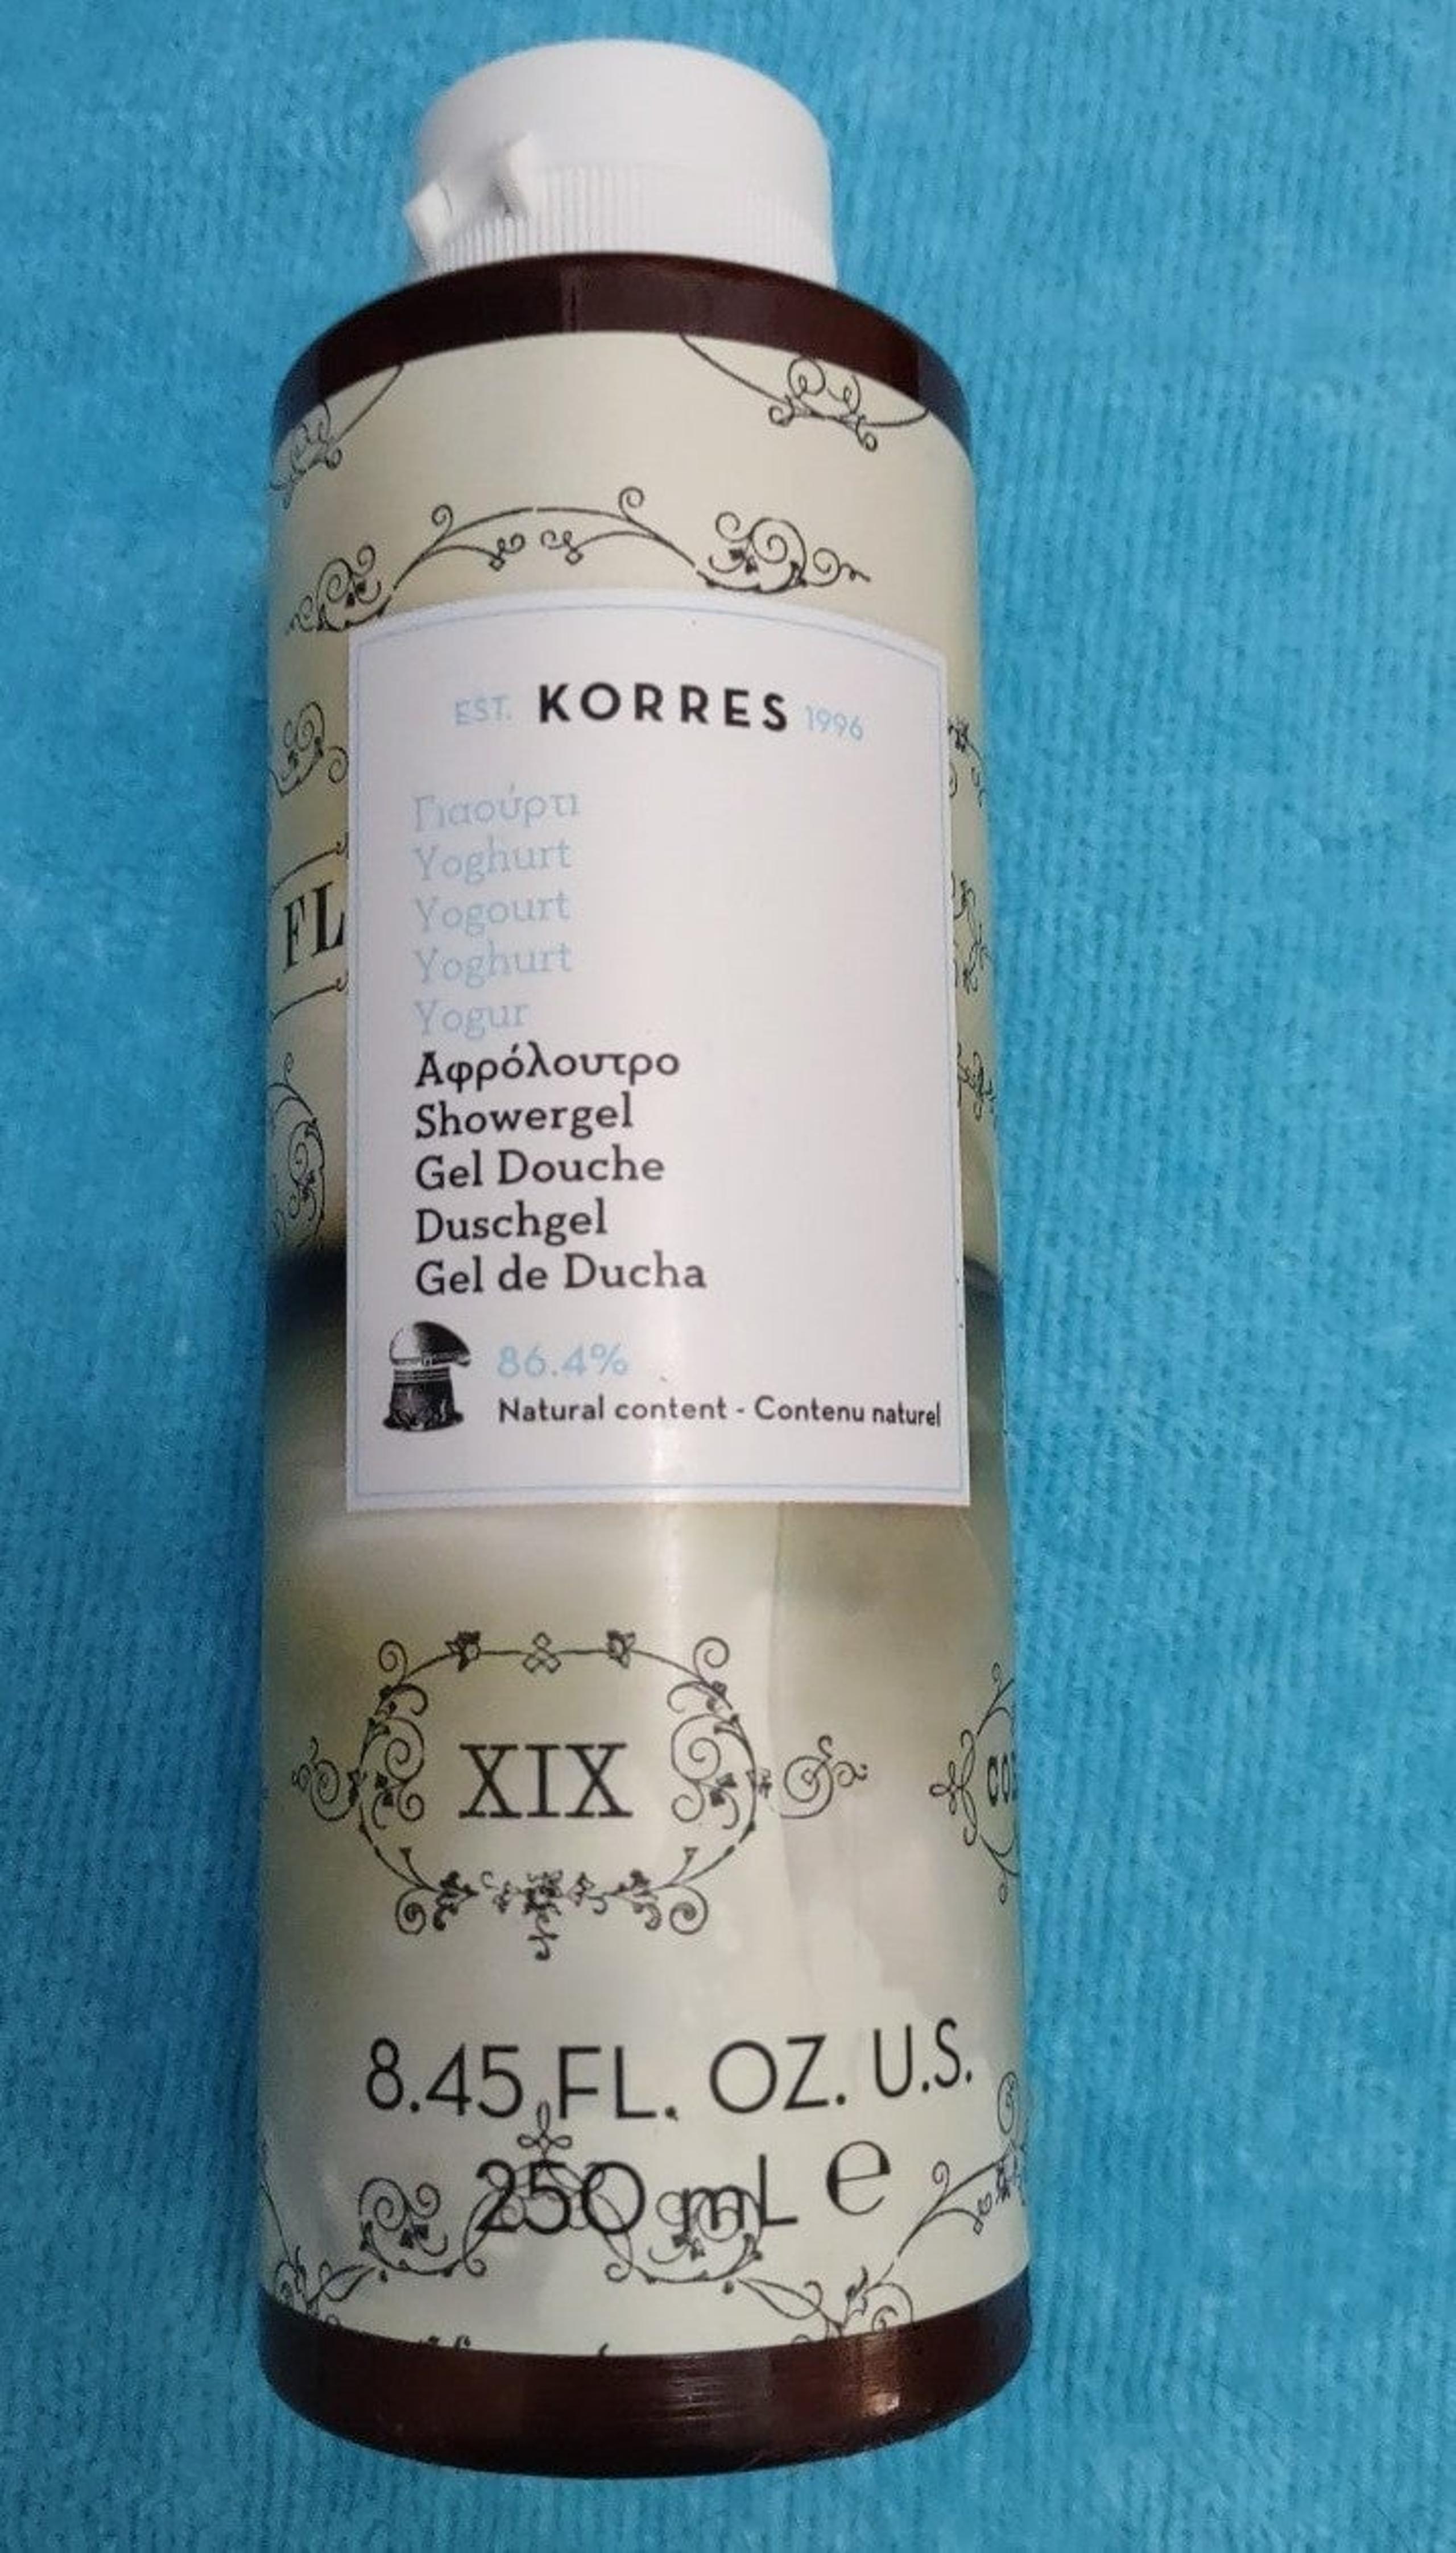 EST. KORRES 1996
Γιαούρτι
Yoghurt
Yogourt
Yoghurt
Yogur
Αφρόλουτρο
Showergel
Gel Douche
Duschgel
Gel de Ducha
86.4%
Natural content - Contenu naturel
FL
XIX
8.45 FL. OZ. U.S.
250 mL e